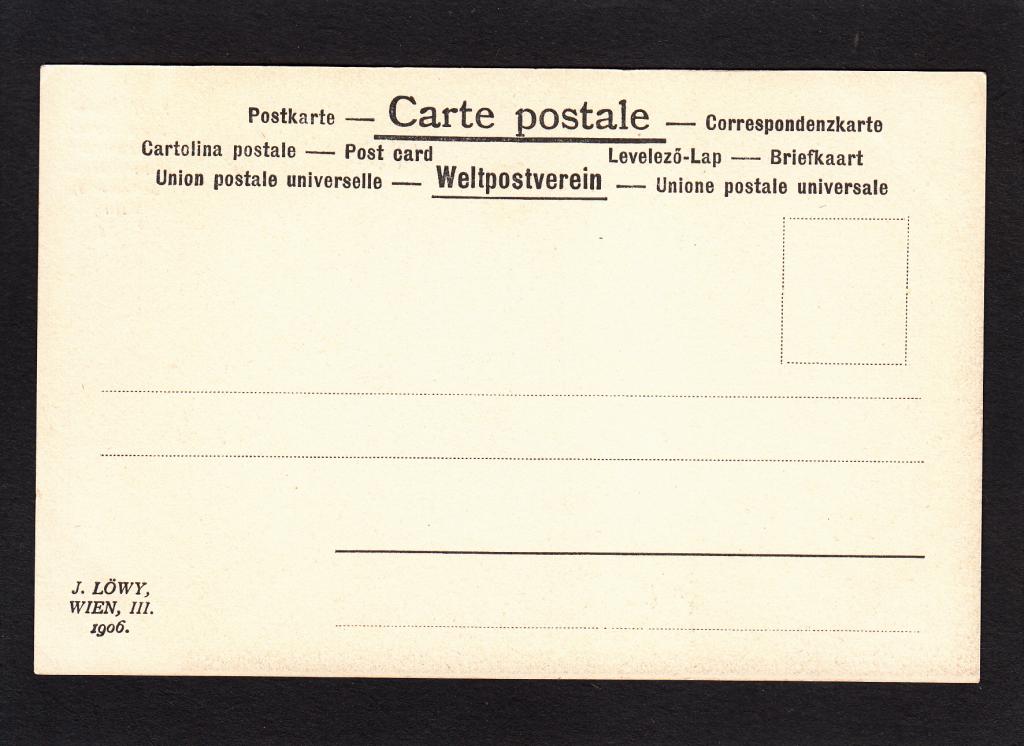 Postkarte — Carte postale — Correspondenzkarte
Cartolina postale — Post card Levelező-Lap — Briefkaart
Union postale universelle — Weltpostverein — Unione postale universale
J. LÖWY,
WIEN, III.
1906.